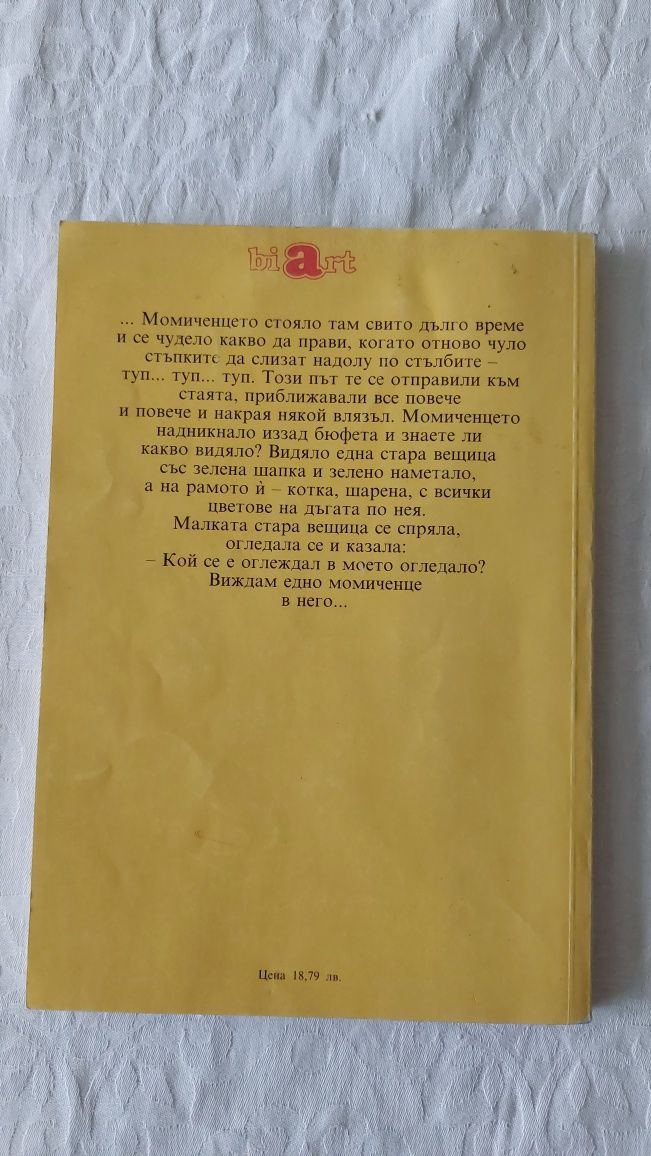 biart
... Момиченцето стояло там свито дълго време
и се чудело какво да прави, когато отново чуло
стъпките да слизат надолу по стълбите –
туп... туп... туп. Този път те се отправили към
стаята, приближавали все повече
и повече и накрая някой влязъл. Момиченцето
надникнало иззад бюфета и знаете ли
какво видяло? Видяло една стара вещица
със зелена шапка и зелено наметало,
а на рамото ѝ – котка, шарена, с всички
цветове на дъгата по нея.
Малката стара вещица се спряла,
огледала се и казала:
– Кой се е оглеждал в моето огледало?
Виждам едно момиченце
в него...
Цена 18,79 лв.